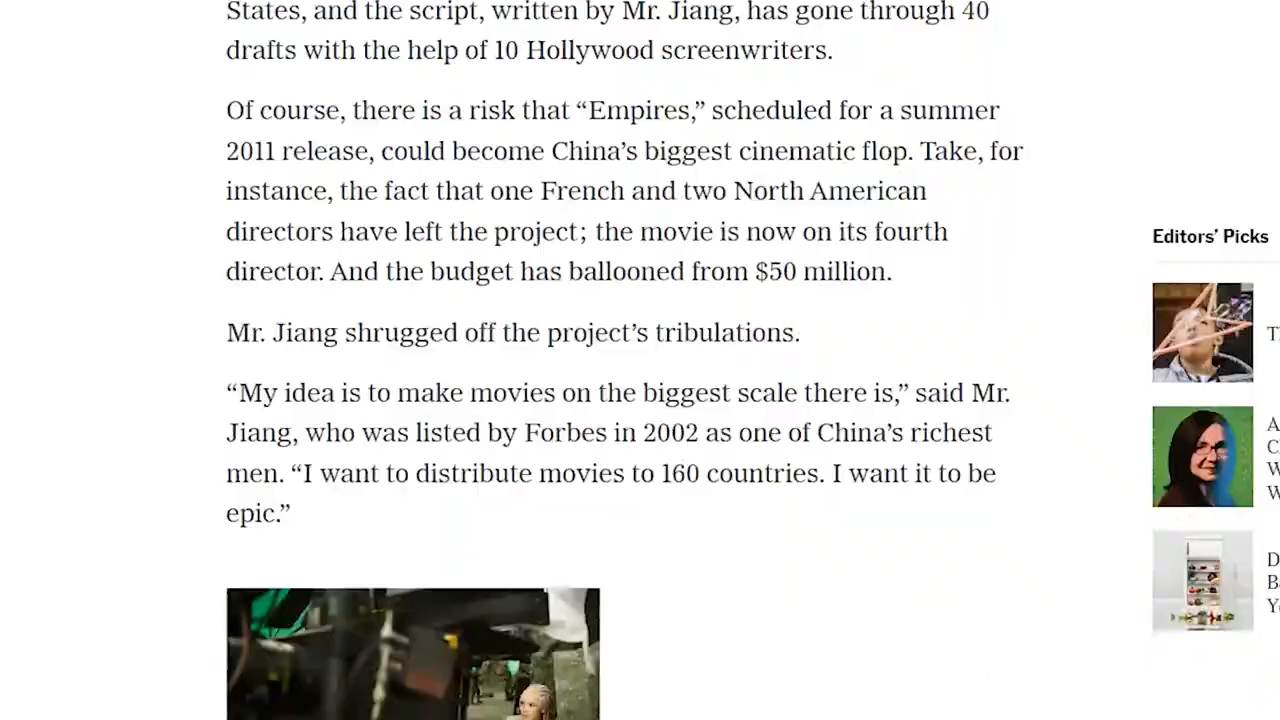 States, and the script, written by Mr. Jiang, has gone through 40
drafts with the help of 10 Hollywood screenwriters.
Of course, there is a risk that “Empires,” scheduled for a summer
2011 release, could become China’s biggest cinematic flop. Take, for
instance, the fact that one French and two North American
directors have left the project; the movie is now on its fourth
director. And the budget has ballooned from $50 million.
Mr. Jiang shrugged off the project’s tribulations.
“My idea is to make movies on the biggest scale there is,” said Mr.
Jiang, who was listed by Forbes in 2002 as one of China’s richest
men. “I want to distribute movies to 160 countries. I want it to be
epic.”
Editors’ Picks